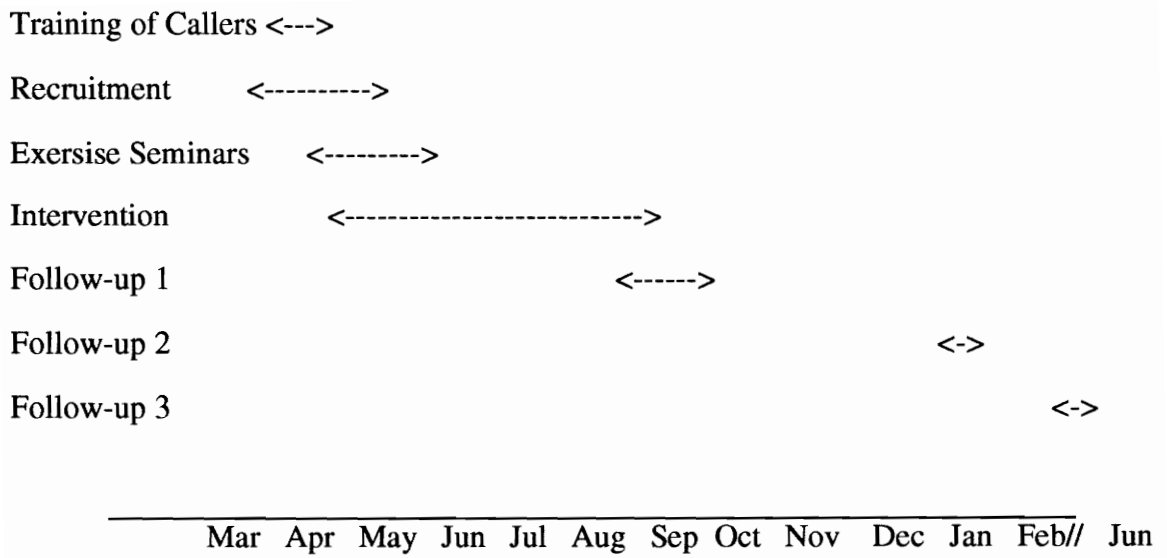 Training of Callers <--->
Recruitment <---------->
Exersise Seminars <--------->
Intervention <---------------------------->
Follow-up 1 <------>
Follow-up 2 <->
Follow-up 3 <->
Mar Apr May Jun Jul Aug Sep Oct Nov Dec Jan Feb// Jun